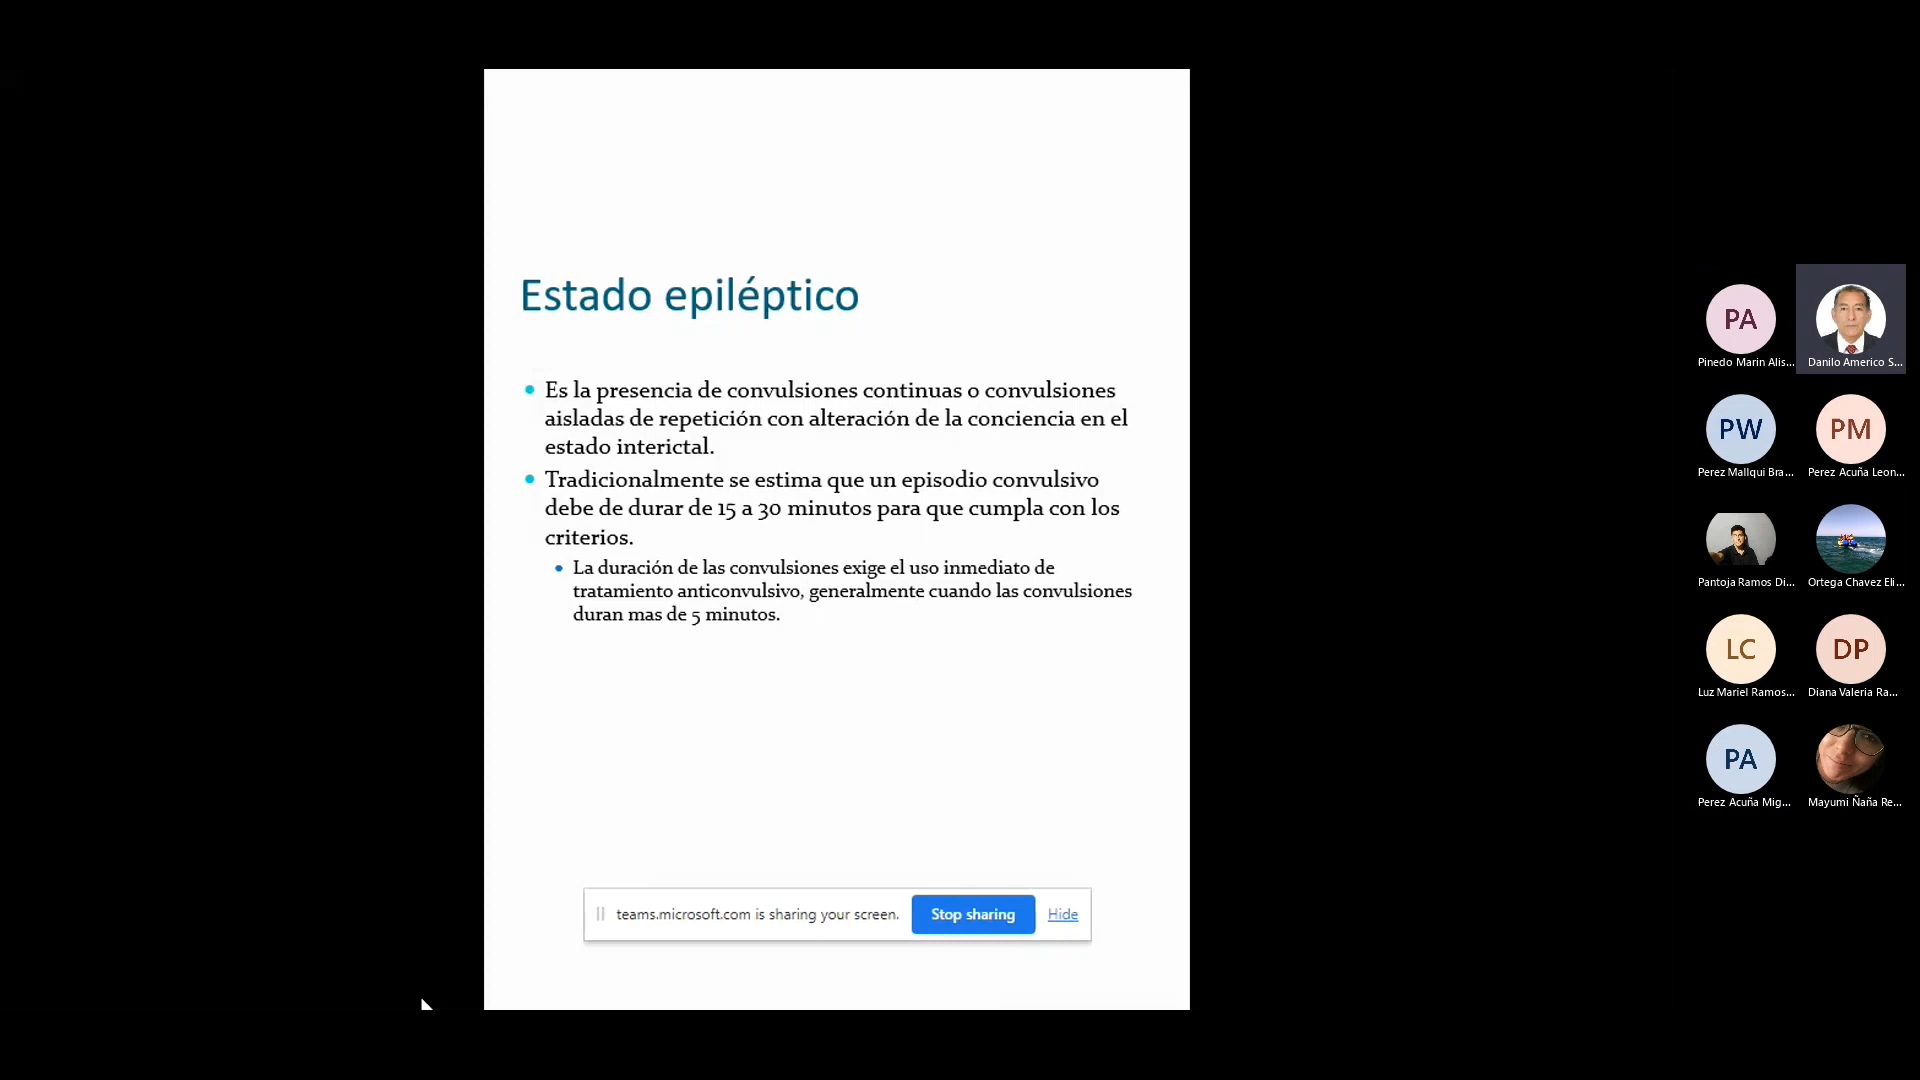 Estado epiléptico
Es la presencia de convulsiones continuas o convulsiones
aisladas de repetición con alteración de la conciencia en el
estado interictal.
Tradicionalmente se estima que un episodio convulsivo
debe de durar de 15 a 30 minutos para que cumpla con los
criterios.
La duración de las convulsiones exige el uso inmediato de
tratamiento anticonvulsivo, generalmente cuando las convulsiones
duran mas de 5 minutos.
teams.microsoft.com is sharing your screen.
Stop sharing
Hide
PA
Pinedo Marin Alis...
Danilo Americo S...
PW
Perez Mallqui Bra...
PM
Perez Acuña Leon...
Pantoja Ramos Di...
Ortega Chavez Eli...
LC
Luz Mariel Ramos...
DP
Diana Valeria Ra...
PA
Perez Acuña Mig...
Mayumi Ñaña Re...